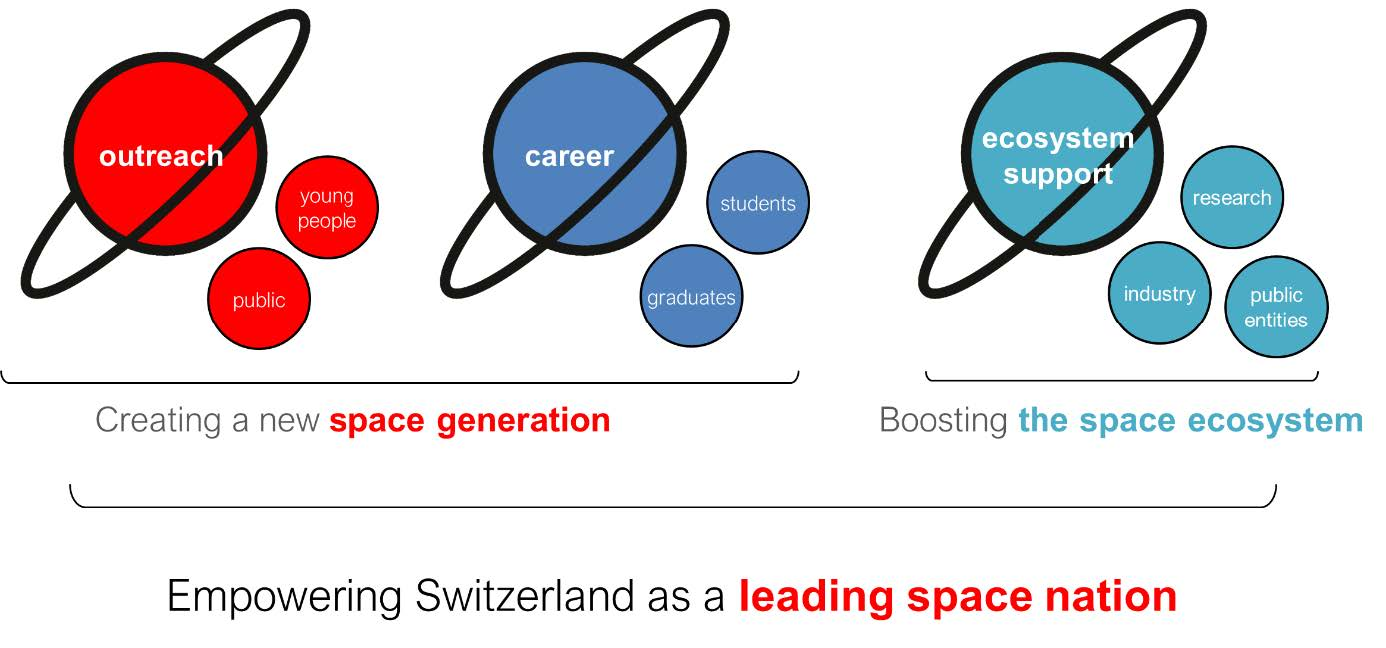 outreach
young
people
public
career
students
graduates
ecosystem
support
research
industry
public
entities
Creating a new space generation
Boosting the space ecosystem
Empowering Switzerland as a leading space nation